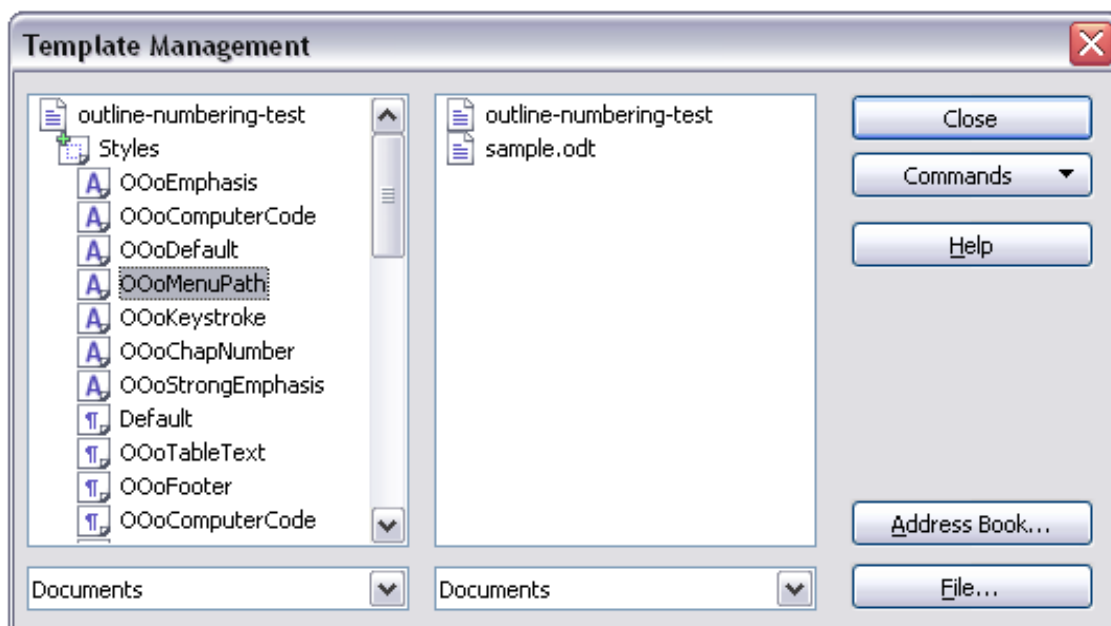 Template Management
outline-numbering-test
Styles
OOoEmphasis
OOoComputerCode
OOoDefault
OOoMenuPath
OOoKeystroke
OOoChapNumber
OOoStrongEmphasis
Default
OOoTableText
OOoFooter
OOoComputerCode
Documents
outline-numbering-test
sample.odt
Documents
Close
Commands
Help
Address Book...
File...